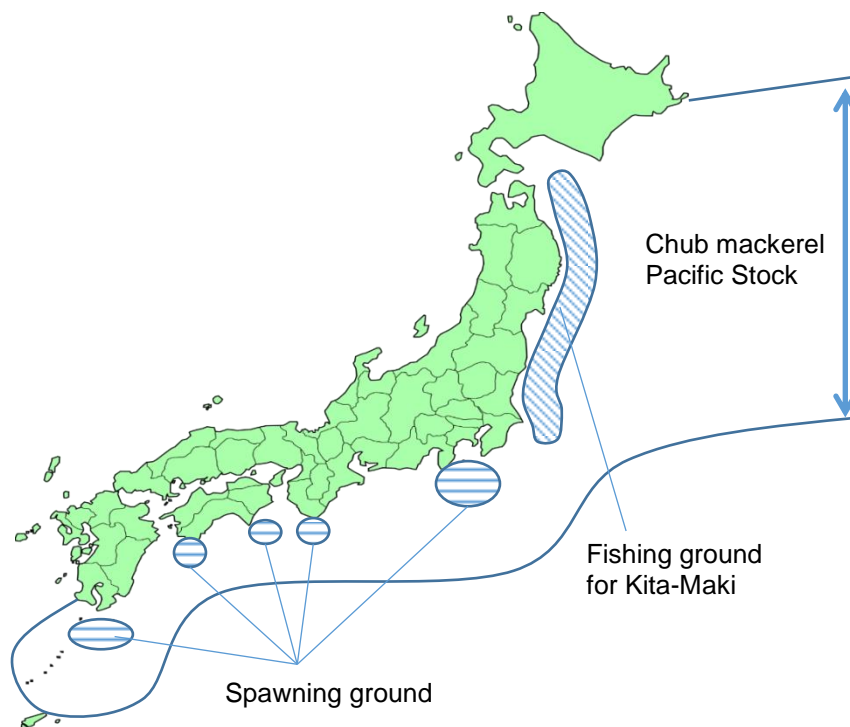 Chub mackerel
Pacific Stock
Fishing ground
for Kita-Maki
Spawning ground